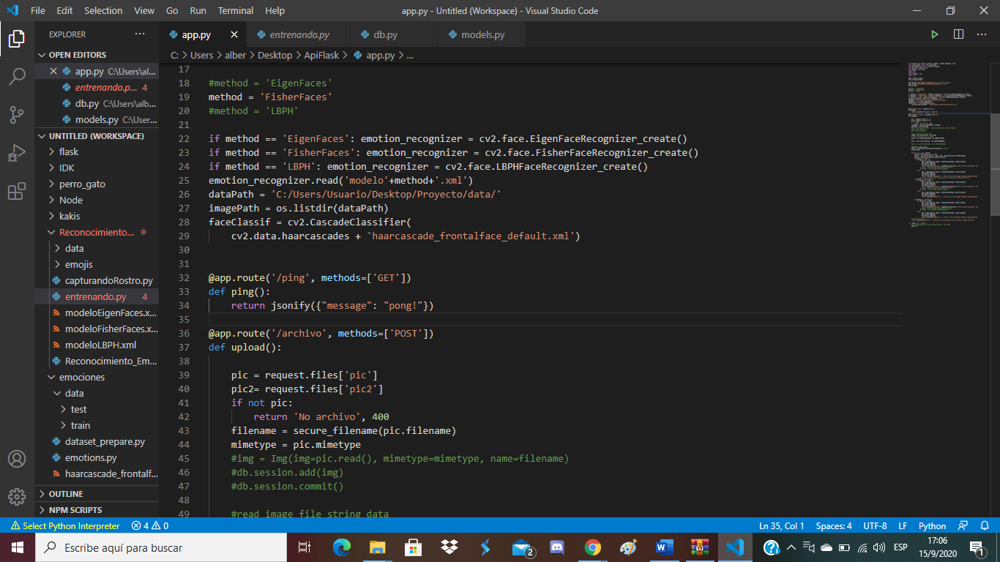 File Edit Selection View Go Run Terminal Help app.py - Untitled (Workspace) - Visual Studio Code
EXPLORER ···
app.py entrenando.py db.py models.py
OPEN EDITORS
app.py C:\Users\al...
entrenando.p... 4
db.py C:\Users\alb...
models.py C:\User...
UNTITLED (WORKSPACE)
flask
IDK
perro_gato
Node
kakis
Reconocimiento...
data
emojis
capturandoRostro.py
entrenando.py 4
modeloEigenFaces.x...
modeloFisherFaces.x...
modeloLBPH.xml
Reconocimiento_Em...
emociones
data
test
train
dataset_prepare.py
emotions.py
haarcascade_frontalf...
OUTLINE
NPM SCRIPTS
C: > Users > alber > Desktop > ApiFlask > app.py > ...
17
18 #method = 'EigenFaces'
19 method = 'FisherFaces'
20 #method = 'LBPH'
21
22 if method == 'EigenFaces': emotion_recognizer = cv2.face.EigenFaceRecognizer_create()
23 if method == 'FisherFaces': emotion_recognizer = cv2.face.FisherFaceRecognizer_create()
24 if method == 'LBPH': emotion_recognizer = cv2.face.LBPHFaceRecognizer_create()
25 emotion_recognizer.read('modelo'+method+'.xml')
26 dataPath = 'C:/Users/Usuario/Desktop/Proyecto/data/'
27 imagePath = os.listdir(dataPath)
28 faceClassif = cv2.CascadeClassifier(
29 cv2.data.haarcascades + 'haarcascade_frontalface_default.xml')
30
31
32 @app.route('/ping', methods=['GET'])
33 def ping():
34 return jsonify({"message": "pong!"})
35
36 @app.route('/archivo', methods=['POST'])
37 def upload():
38
39 pic = request.files['pic']
40 pic2= request.files['pic2']
41 if not pic:
42 return 'No archivo', 400
43 filename = secure_filename(pic.filename)
44 mimetype = pic.mimetype
45 #img = Img(img=pic.read(), mimetype=mimetype, name=filename)
46 #db.session.add(img)
47 #db.session.commit()
48
49 #read image file string data
Select Python Interpreter 4 0 Ln 35, Col 1 Spaces: 4 UTF-8 LF Python
Escribe aquí para buscar
2
ESP
17:06
15/9/2020
1